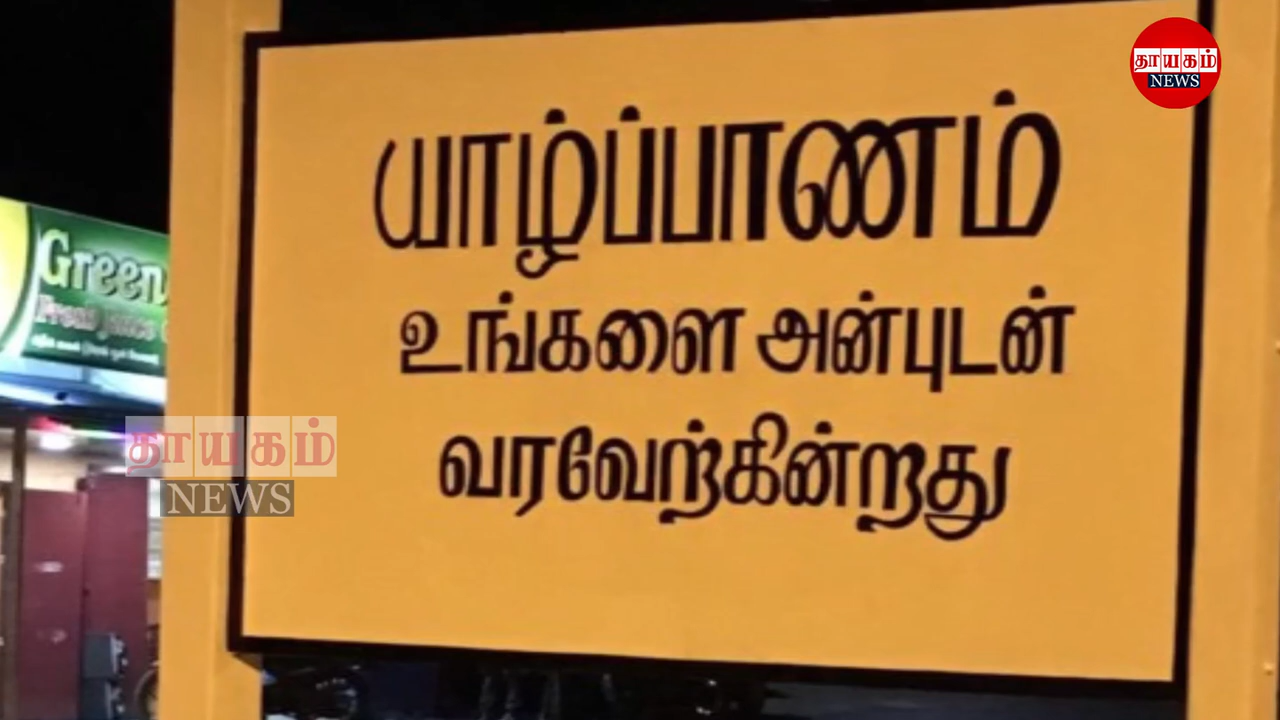 தாயகம்
NEWS
யாழ்ப்பாணம்
உங்களை அன்புடன்
வரவேற்கின்றது
Green
தாயகம்
NEWS